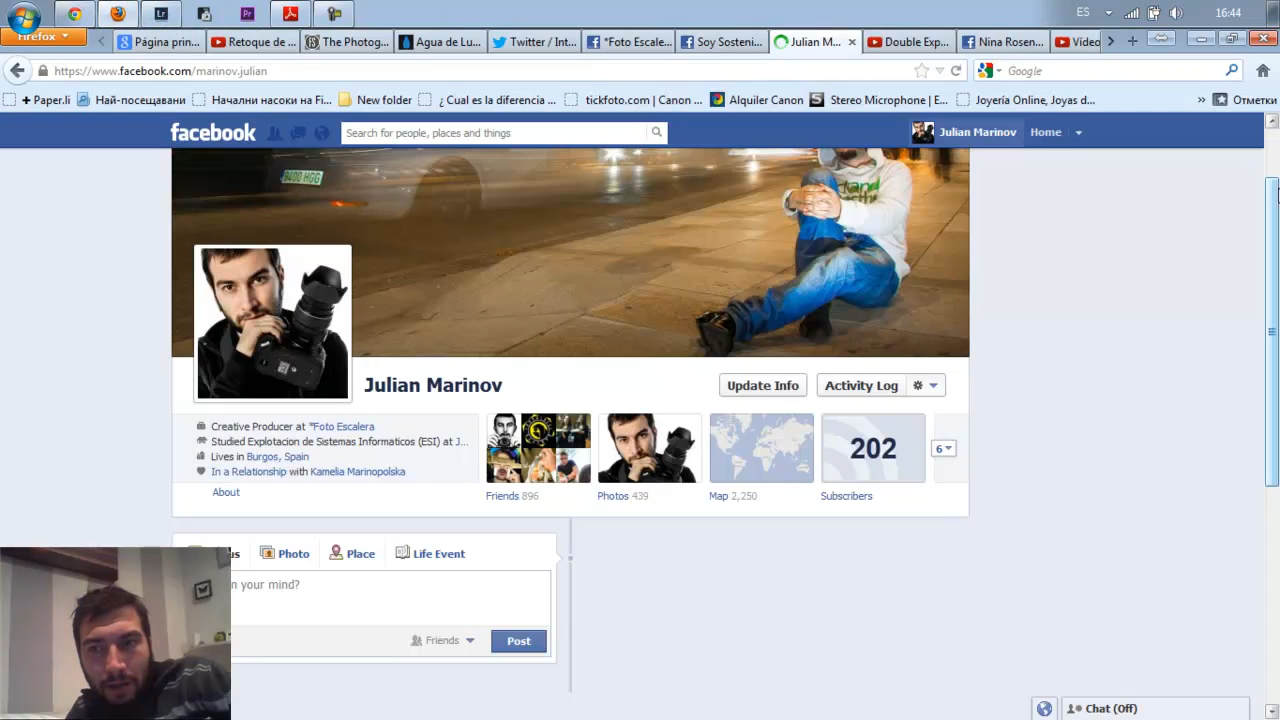 ES
16:44
Firefox
Página prin...
Retoque de ...
The Photog...
Agua de Lu...
Twitter / Int...
*Foto Escale...
Soy Sosteni...
Julian M...
Double Exp...
Nina Rosen...
Vídeo
https://www.facebook.com/marinov.julian
Google
+ Paper.li
Най-посещавани
Начални насоки на Fi...
New folder
¿ Cual es la diferencia ...
tickfoto.com | Canon ...
Alquiler Canon
Stereo Microphone | E...
Joyería Online, Joyas d...
Отметки
facebook
Search for people, places and things
Julian Marinov
Home
Julian Marinov
Update Info
Activity Log
Creative Producer at *Foto Escalera
Studied Explotacion de Sistemas Informaticos (ESI) at J...
Lives in Burgos, Spain
In a Relationship with Kamelia Marinopolska
About
202
6
Friends 896
Photos 439
Map 2,250
Subscribers
us
Photo
Place
Life Event
n your mind?
Friends
Post
Chat (Off)